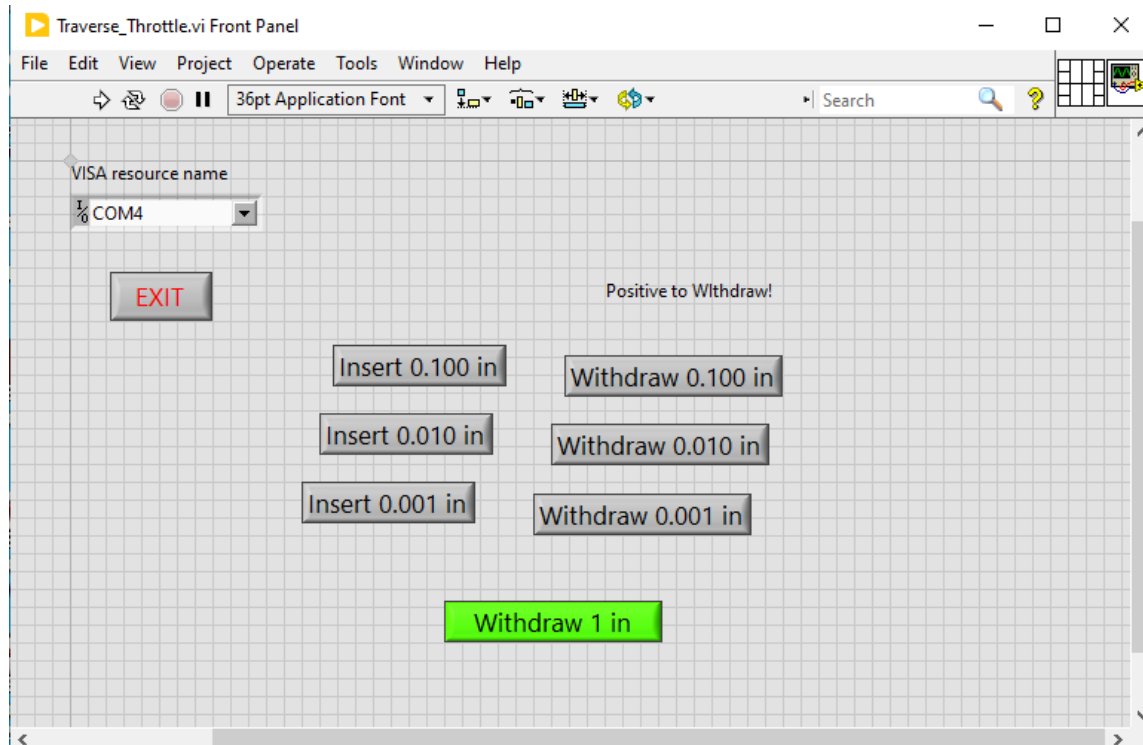 Traverse_Throttle.vi Front Panel
File Edit View Project Operate Tools Window Help
36pt Application Font Search
VISA resource name
COM4
EXIT
Positive to WIthdraw!
Insert 0.100 in Withdraw 0.100 in
Insert 0.010 in Withdraw 0.010 in
Insert 0.001 in Withdraw 0.001 in
Withdraw 1 in